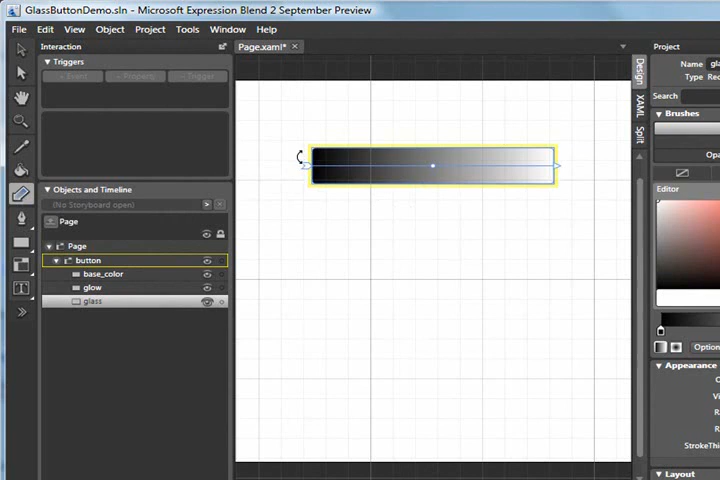 GlassButtonDemo.sln - Microsoft Expression Blend 2 September Preview
File Edit View Object Project Tools Window Help
Interaction
Page.xaml* ×
Project
Triggers
+ Event + Property - Trigger
Name
Type
Design
XAML
Split
Search
Brushes
Editor
Objects and Timeline
(No Storyboard open)
Page
Page
button
base_color
glow
glass
Appearance
StrokeThi
Layout